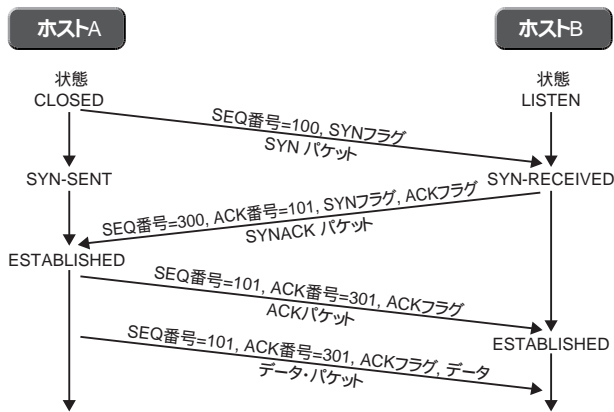 ホストA
ホストB
状態
CLOSED
状態
LISTEN
SEQ番号=100, SYNフラグ
SYN パケット
SYN-SENT
SYN-RECEIVED
SEQ番号=300, ACK番号=101, SYNフラグ, ACKフラグ
SYNACK パケット
ESTABLISHED
SEQ番号=101, ACK番号=301, ACKフラグ
ACKパケット
ESTABLISHED
SEQ番号=101, ACK番号=301, ACKフラグ, データ
データ・パケット